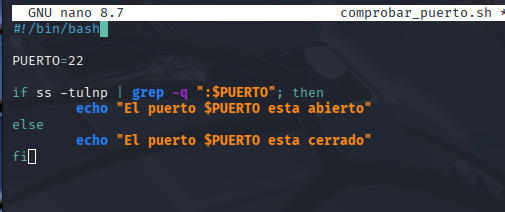 GNU nano 8.7 comprobar_puerto.sh *
#!/bin/bash
PUERTO=22
if ss -tulnp | grep -q ":$PUERTO"; then
echo "El puerto $PUERTO esta abierto"
else
echo "El puerto $PUERTO esta cerrado"
fi